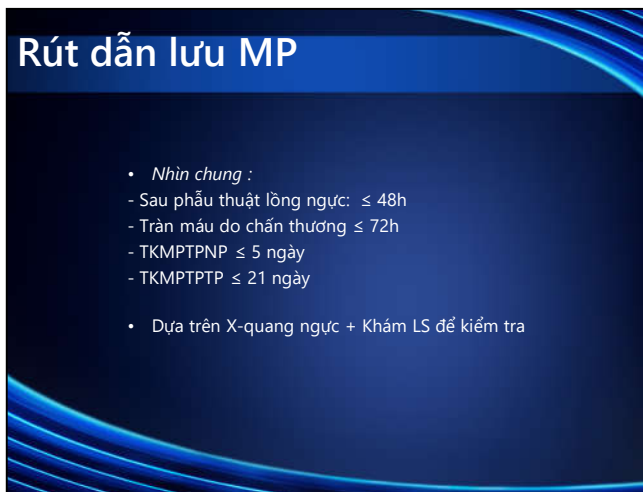 Rút dẫn lưu MP
• Nhìn chung :
- Sau phẫu thuật lồng ngực: ≤ 48h
- Tràn máu do chấn thương ≤ 72h
- TKMPTPNP ≤ 5 ngày
- TKMPTPTP ≤ 21 ngày
• Dựa trên X-quang ngực + Khám LS để kiểm tra